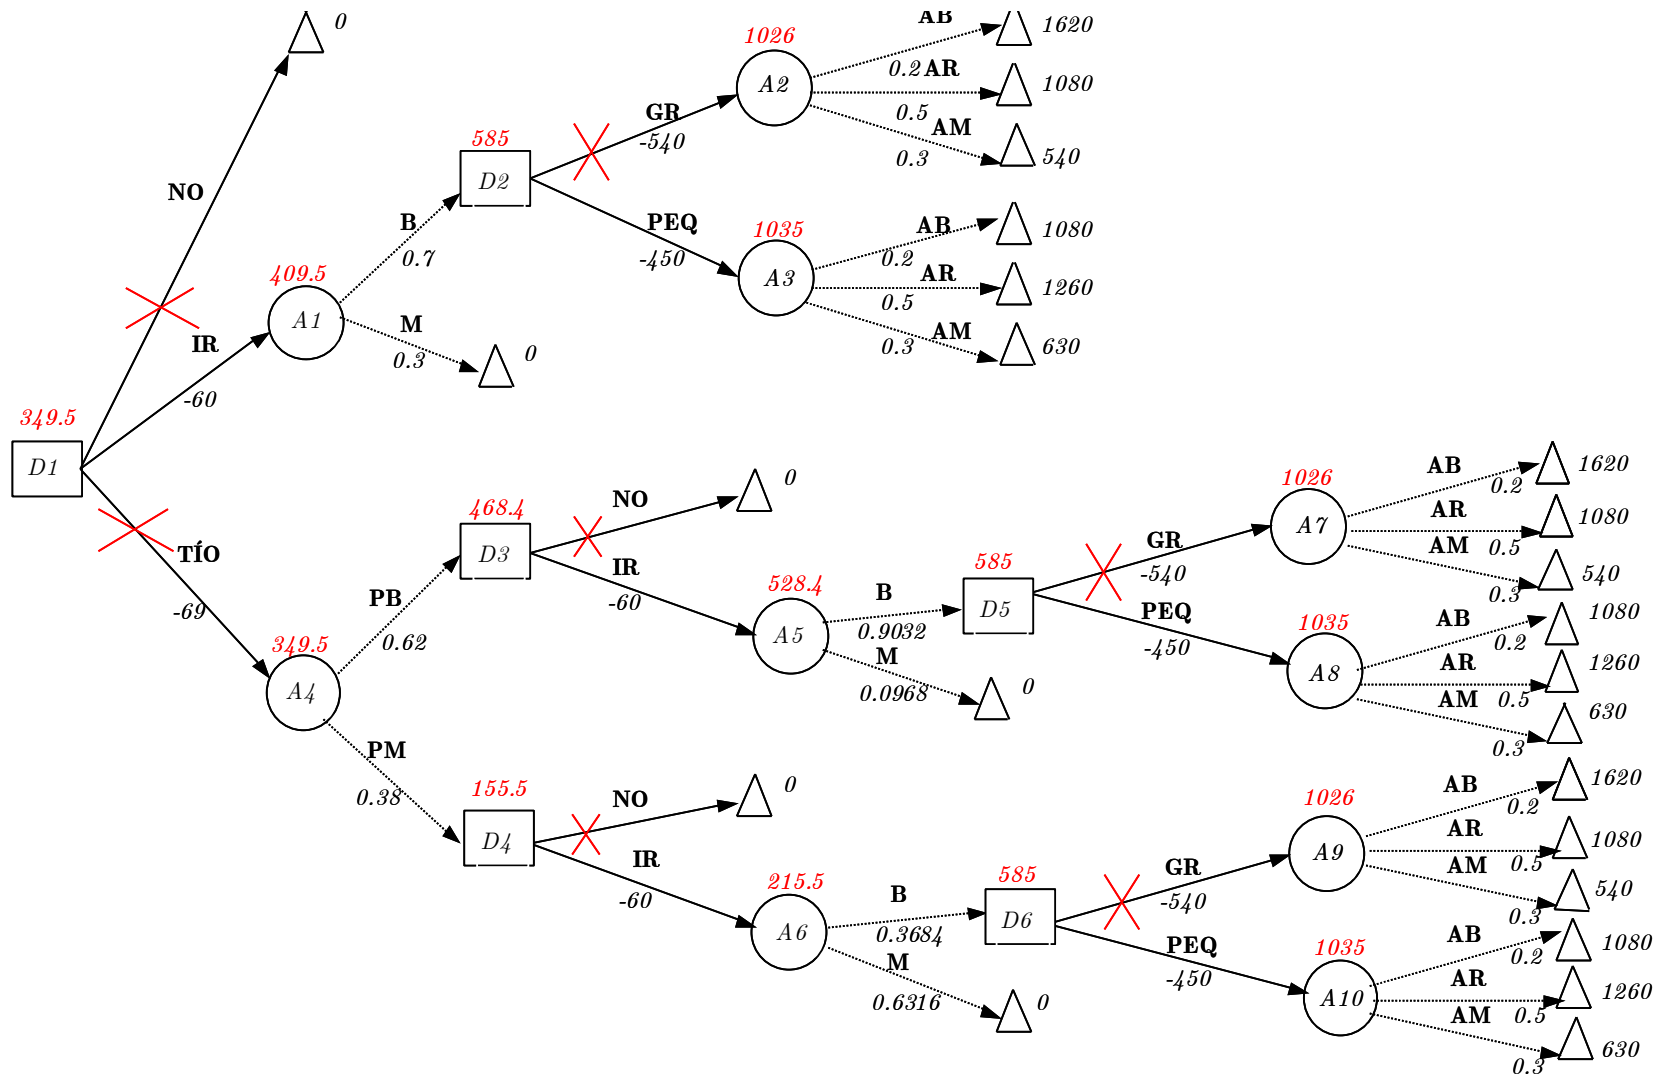 0
NO
IR
-60
349.5
D1
TÍO
-69
409.5
A1
B
0.7
M
0.3
0
585
D2
GR
-540
PEQ
-450
1026
A2
AB
0.2
1620
AR
0.5
1080
AM
0.3
540
1035
A3
AB
0.2
1080
AR
0.5
1260
AM
0.3
630
349.5
A4
PB
0.62
PM
0.38
468.4
D3
NO
0
IR
-60
528.4
A5
B
0.9032
M
0.0968
0
585
D5
GR
-540
PEQ
-450
1026
A7
AB
0.2
1620
AR
0.5
1080
AM
0.3
540
1035
A8
AB
0.2
1080
AR
0.5
1260
AM
0.3
630
155.5
D4
NO
0
IR
-60
215.5
A6
B
0.3684
M
0.6316
0
585
D6
GR
-540
PEQ
-450
1026
A9
AB
0.2
1620
AR
0.5
1080
AM
0.3
540
1035
A10
AB
0.2
1080
AR
0.5
1260
AM
0.3
630